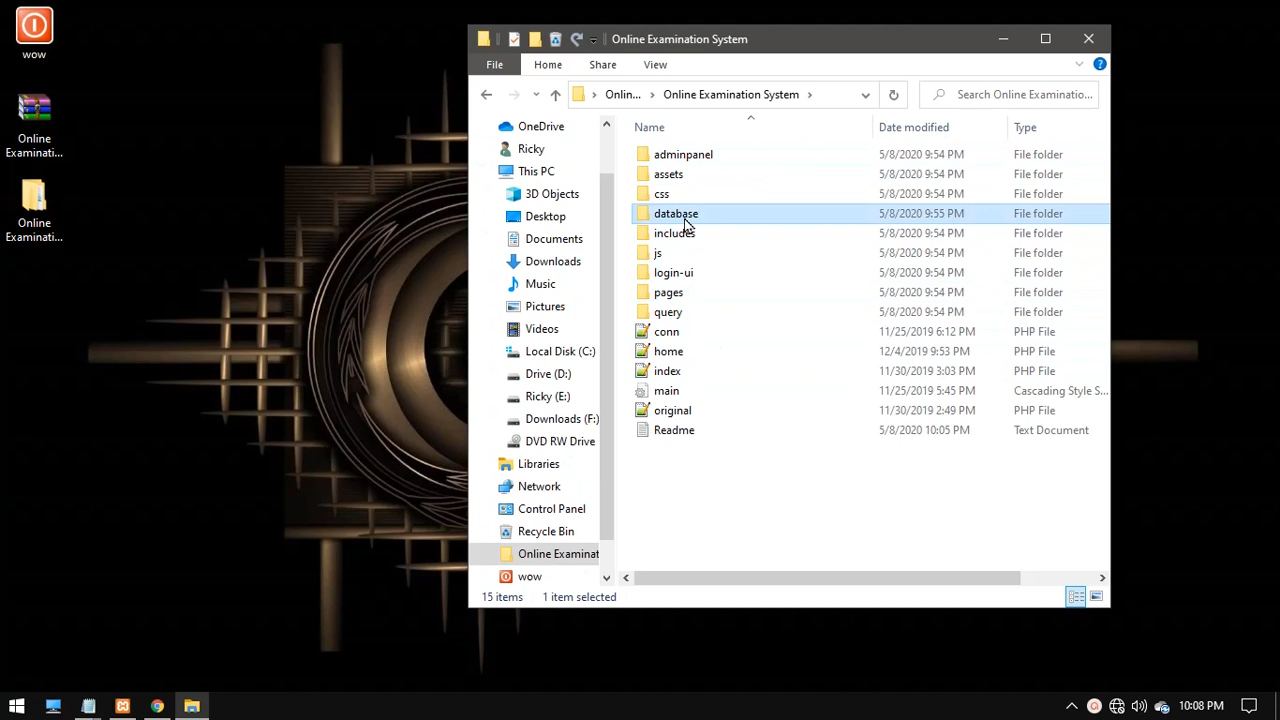 wow
Online
Examinati...
Online
Examinati...
Online Examination System
File Home Share View
Onlin... Online Examination System
Search Online Examinatio...
OneDrive
Ricky
This PC
3D Objects
Desktop
Documents
Downloads
Music
Pictures
Videos
Local Disk (C:)
Drive (D:)
Ricky (E:)
Downloads (F:)
DVD RW Drive
Libraries
Network
Control Panel
Recycle Bin
Online Examinat
wow
Name Date modified Type
adminpanel 5/8/2020 9:54 PM File folder
assets 5/8/2020 9:54 PM File folder
css 5/8/2020 9:54 PM File folder
database 5/8/2020 9:55 PM File folder
includes 5/8/2020 9:54 PM File folder
js 5/8/2020 9:54 PM File folder
login-ui 5/8/2020 9:54 PM File folder
pages 5/8/2020 9:54 PM File folder
query 5/8/2020 9:54 PM File folder
conn 11/25/2019 6:12 PM PHP File
home 12/4/2019 9:53 PM PHP File
index 11/30/2019 3:03 PM PHP File
main 11/25/2019 5:45 PM Cascading Style S...
original 11/30/2019 2:49 PM PHP File
Readme 5/8/2020 10:05 PM Text Document
15 items 1 item selected
10:08 PM